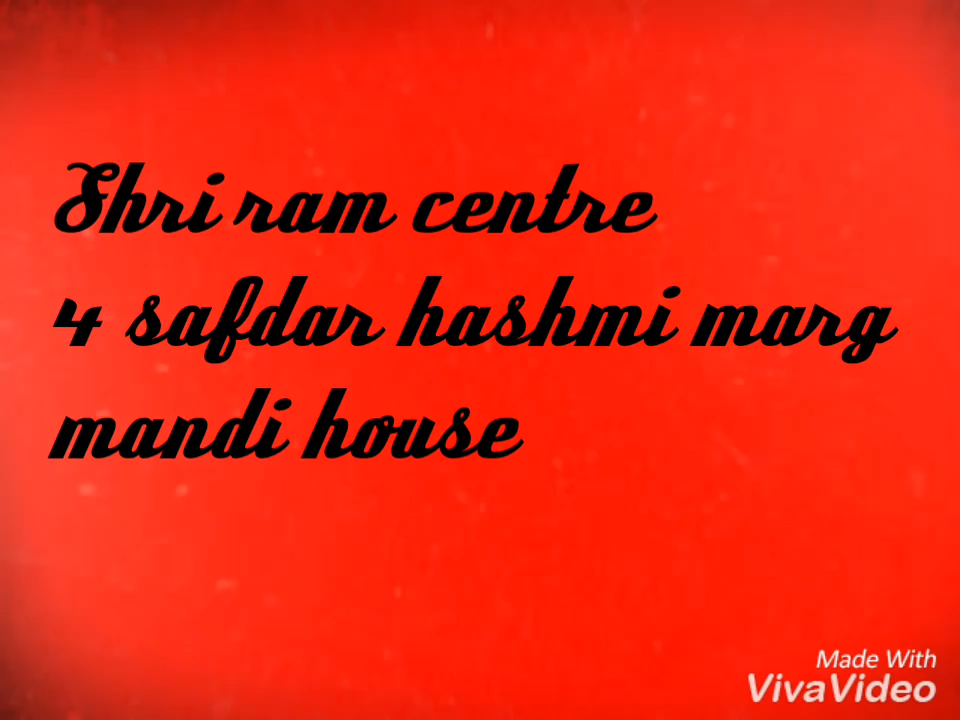 Shri ram centre
4 safdar hashmi marg
mandi house
Made With
VivaVideo